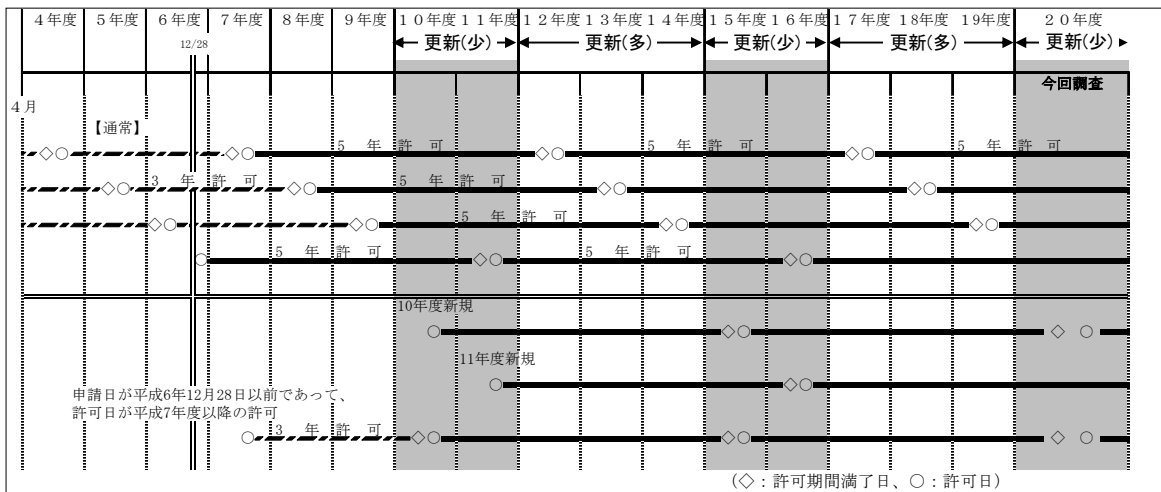 ４年度 ５年度 ６年度 ７年度 ８年度 ９年度 １０年度 １１年度 １２年度 １３年度 １４年度 １５年度 １６年度 １７年度 18年度 19年度 ２０年度
12/28
更新(少) 更新(多) 更新(少) 更新(多) 更新(少)
今回調査
４月
【通常】
５年許可 ５年許可 ５年許可
３年許可 ５年許可
５年許可
５年許可 ５年許可
10年度新規
11年度新規
申請日が平成6年12月28日以前であって、
許可日が平成7年度以降の許可
３年許可
（◇：許可期間満了日、○：許可日）